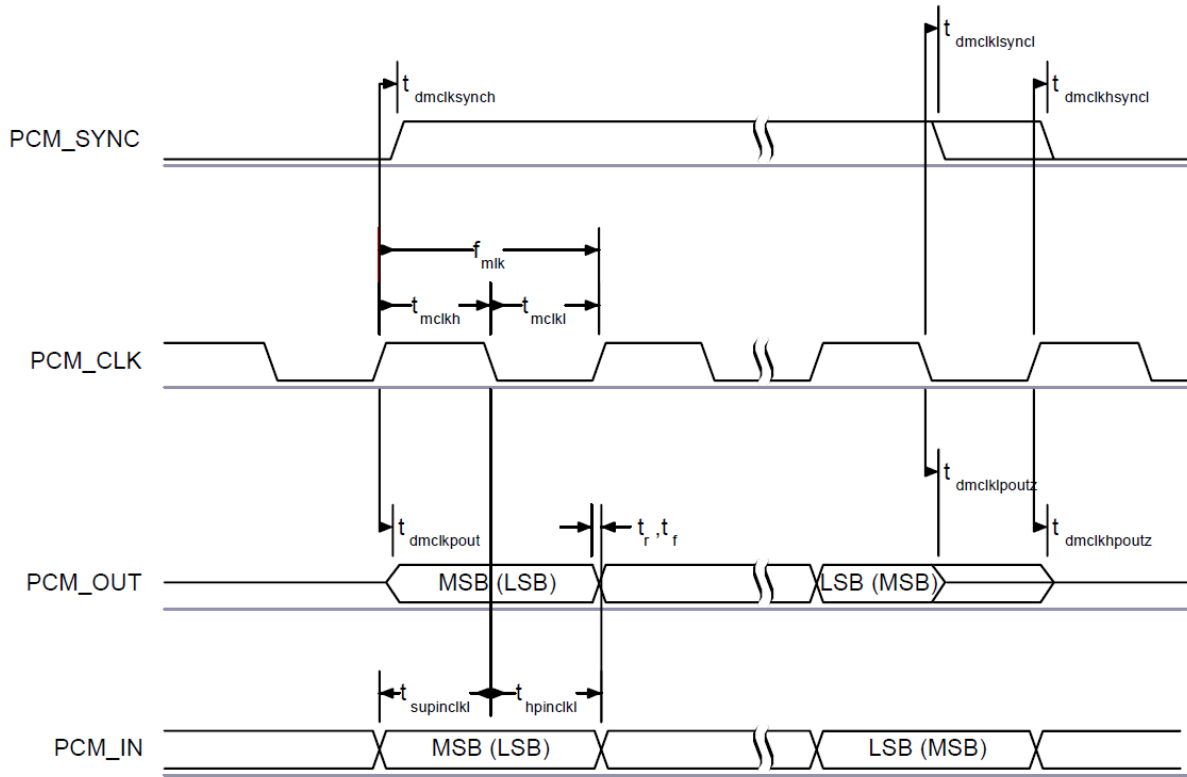 t dmclklsyncl
t dmclksynch
t dmclkhsyncl
PCM_SYNC
f mlk
t mclkh
t mclkl
PCM_CLK
t dmclklpoutz
t dmclkpout
t r ,t f
t dmclkhpoutz
PCM_OUT
MSB (LSB)
LSB (MSB)
t supinclkl
t hpinclkl
PCM_IN
MSB (LSB)
LSB (MSB)